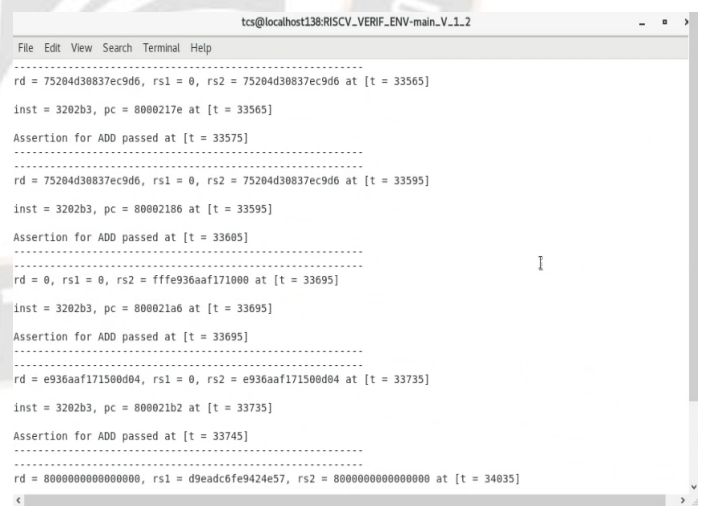 tcs@localhost138:RISCV_VERIF_ENV-main_V_1_2
File Edit View Search Terminal Help
-----------------------------------------------------
rd = 75204d30837ec9d6, rs1 = 0, rs2 = 75204d30837ec9d6 at [t = 33565]
inst = 3202b3, pc = 8000217e at [t = 33565]
Assertion for ADD passed at [t = 33575]
-----------------------------------------------------
-----------------------------------------------------
rd = 75204d30837ec9d6, rs1 = 0, rs2 = 75204d30837ec9d6 at [t = 33595]
inst = 3202b3, pc = 80002186 at [t = 33595]
Assertion for ADD passed at [t = 33605]
-----------------------------------------------------
-----------------------------------------------------
rd = 0, rs1 = 0, rs2 = fffe936aaf171000 at [t = 33695]
inst = 3202b3, pc = 800021a6 at [t = 33695]
Assertion for ADD passed at [t = 33695]
-----------------------------------------------------
-----------------------------------------------------
rd = e936aaf171500d04, rs1 = 0, rs2 = e936aaf171500d04 at [t = 33735]
inst = 3202b3, pc = 800021b2 at [t = 33735]
Assertion for ADD passed at [t = 33745]
-----------------------------------------------------
-----------------------------------------------------
rd = 8000000000000000, rs1 = d9eadc6fe9424e57, rs2 = 8000000000000000 at [t = 34035]